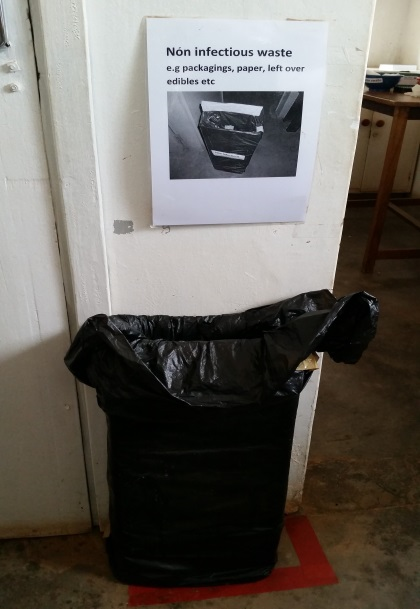 Non infectious waste
e.g packagings, paper, left over
edibles etc